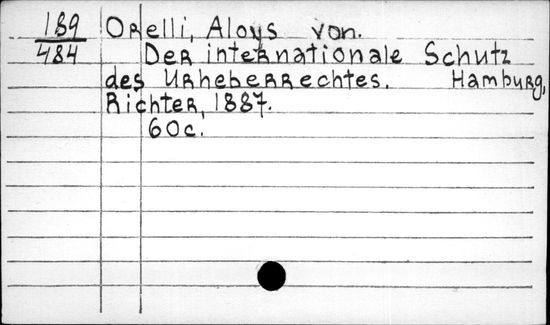 189 Orelli, Aloys von.
484 Der internationale Schutz
des Urheberrechtes. Hamburg,
Richter, 1887.
60c.